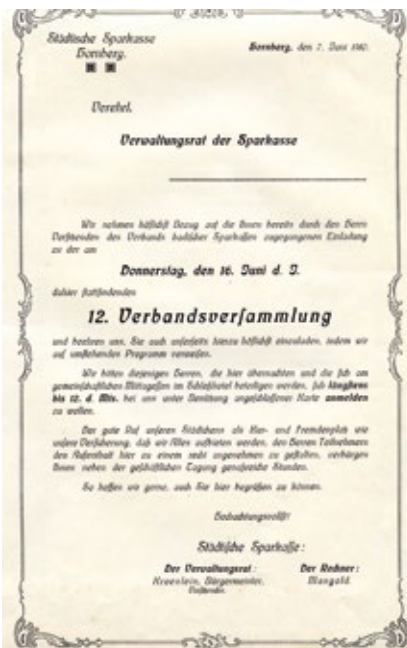 Städtische Sparkasse
Hornberg.
Hornberg, den 7. Juni 1910.
Verehrl.
Verwaltungsrat der Sparkasse
Wir nehmen höflichst Bezug auf die Ihnen bereits durch den Herrn
Vorsitzenden des Verbands badischer Sparkassen zugegangenen Einladung
zu der am
Donnerstag, den 16. Juni d. J.
dahier stattfindenden
12. Verbandsversammlung
und beehren uns, Sie auch unserseits hierzu höflichst einzuladen, indem wir
auf umstehendes Programm verweisen.
Wir bitten diejenigen Herren, die hier übernachten und die sich am
gemeinschaftlichen Mittagessen im Schloßhotel beteiligen werden, sich längstens
bis 12. d. Mts. bei uns unter Benützung angeschlossener Karte anmelden
zu wollen.
Der gute Ruf unseres Städtchens als Kur- und Fremdenplatz wie
unsere Versicherung, daß wir Alles aufbieten werden, den Herren Teilnehmern
den Aufenthalt hier zu einem recht angenehmen zu gestalten, verbürgen
Ihnen neben der geschäftlichen Tagung genußreiche Stunden.
So hoffen wir gerne, auch Sie hier begrüßen zu können.
Hochachtungsvollst
Städtische Sparkasse:
Der Verwaltungsrat: Der Rechner:
Bürgermeister, Mangold.
Vorsitzender.